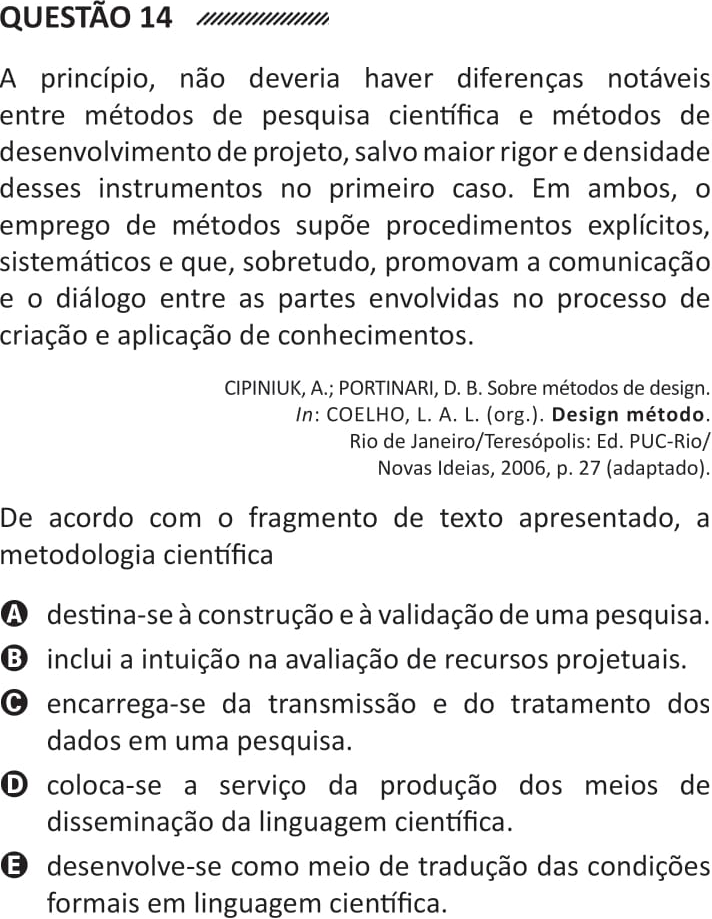 QUESTÃO 14
A princípio, não deveria haver diferenças notáveis
entre métodos de pesquisa científica e métodos de
desenvolvimento de projeto, salvo maior rigor e densidade
desses instrumentos no primeiro caso. Em ambos, o
emprego de métodos supõe procedimentos explícitos,
sistemáticos e que, sobretudo, promovam a comunicação
e o diálogo entre as partes envolvidas no processo de
criação e aplicação de conhecimentos.
CIPINIUK, A.; PORTINARI, D. B. Sobre métodos de design.
In: COELHO, L. A. L. (org.). Design método.
Rio de Janeiro/Teresópolis: Ed. PUC-Rio/
Novas Ideias, 2006, p. 27 (adaptado).
De acordo com o fragmento de texto apresentado, a
metodologia científica
A destina-se à construção e à validação de uma pesquisa.
B inclui a intuição na avaliação de recursos projetuais.
C encarrega-se da transmissão e do tratamento dos
dados em uma pesquisa.
D coloca-se a serviço da produção dos meios de
disseminação da linguagem científica.
E desenvolve-se como meio de tradução das condições
formais em linguagem científica.